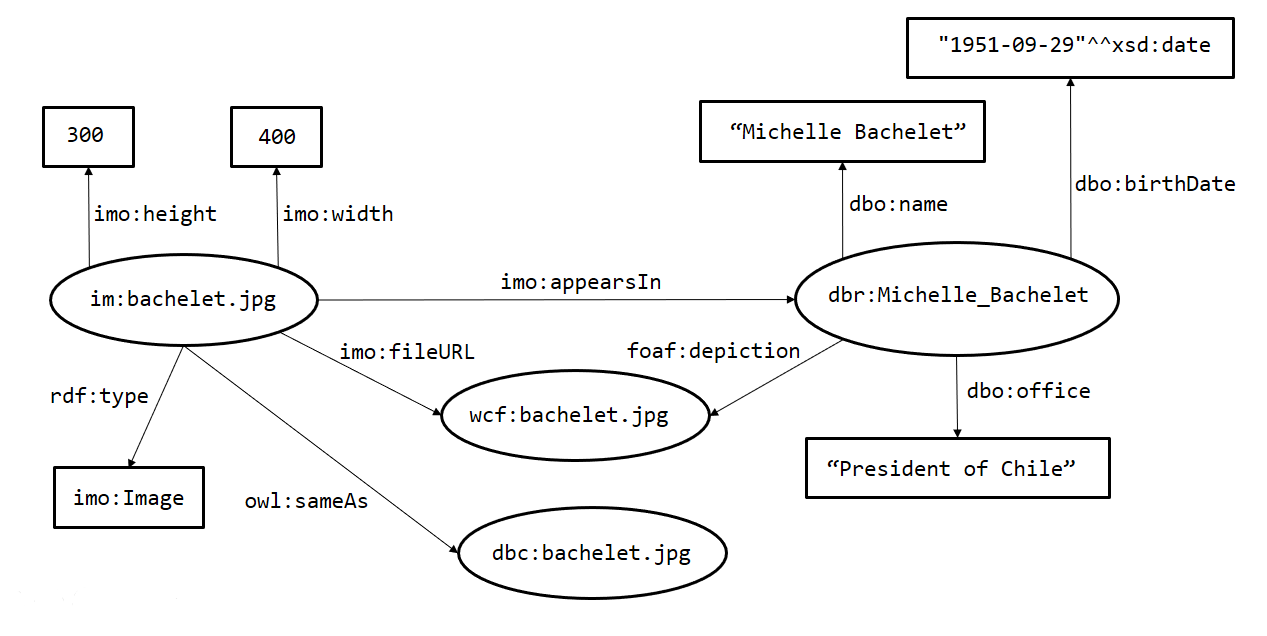 "1951-09-29"^^xsd:date
“Michelle Bachelet”
300
400
dbo:birthDate
dbo:name
imo:height
imo:width
imo:appearsIn
im:bachelet.jpg
dbr:Michelle_Bachelet
imo:fileURL
foaf:depiction
rdf:type
dbo:office
wcf:bachelet.jpg
“President of Chile”
imo:Image
owl:sameAs
dbc:bachelet.jpg